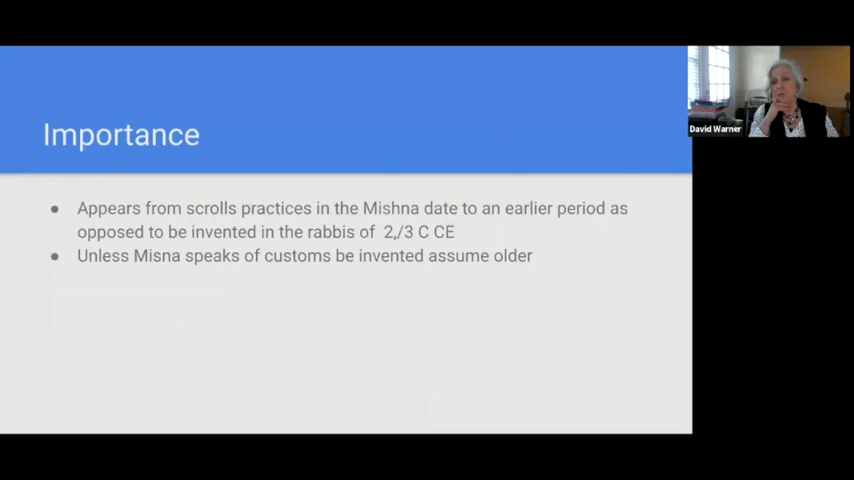 Importance
● Appears from scrolls practices in the Mishna date to an earlier period as
opposed to be invented in the rabbis of 2,/3 C CE
● Unless Misna speaks of customs be invented assume older
David Warner